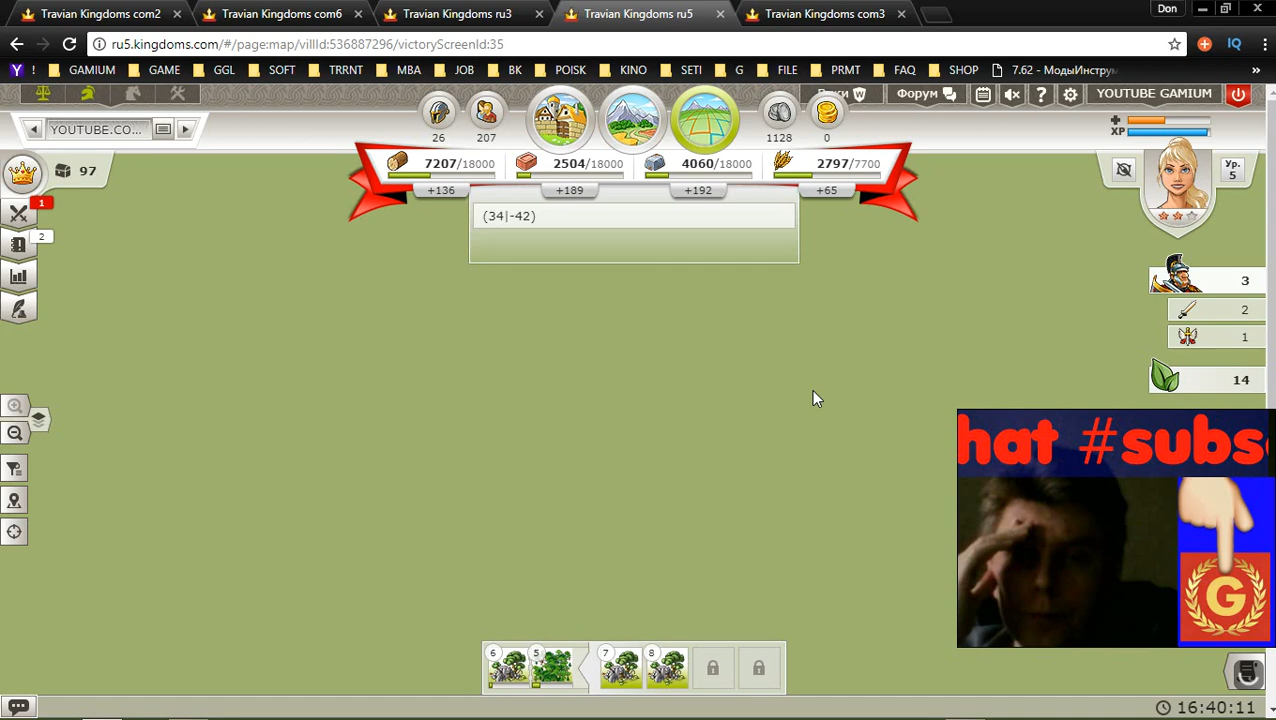 Travian Kingdoms com2
Travian Kingdoms com6
Travian Kingdoms ru3
Travian Kingdoms ru5
Travian Kingdoms com3
Don
ru5.kingdoms.com/#/page:map/villId:536887296/victoryScreenId:35
IQ
Y !
GAMIUM
GAME
GGL
SOFT
TRRNT
MBA
JOB
BK
POISK
KINO
SETI
G
FILE
PRMT
FAQ
SHOP
7.62 - МодыИнструм
»
Форум
?
YOUTUBE GAMIUM
YOUTUBE.CO...
26
207
1128
0
XP
97
7207/18000
2504/18000
4060/18000
2797/7700
+136
+189
+192
+65
Ур.
5
1
2
(34|-42)
3
2
1
14
hat #subs
G
6
5
7
8
16:40:11